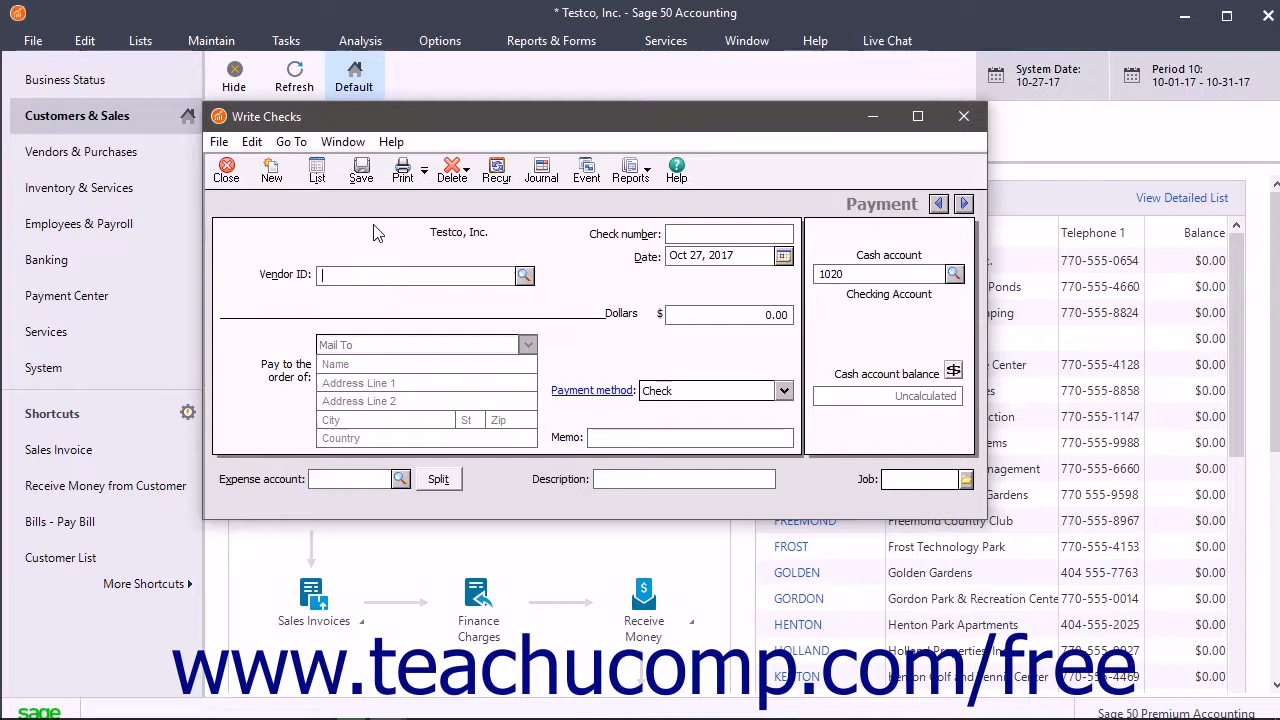 * Testco, Inc. - Sage 50 Accounting
File Edit Lists Maintain Tasks Analysis Options Reports & Forms Services Window Help Live Chat
Business Status
Customers & Sales
Vendors & Purchases
Inventory & Services
Employees & Payroll
Banking
Payment Center
Services
System
Shortcuts
Sales Invoice
Receive Money from Customer
Bills - Pay Bill
Customer List
More Shortcuts
Hide Refresh Default
System Date:
10-27-17
Period 10:
10-01-17 - 10-31-17
Write Checks
File Edit Go To Window Help
Close New List Save Print Delete Recur Journal Event Reports Help
Payment
Testco, Inc.
Check number:
Date: Oct 27, 2017
Vendor ID:
Dollars $ 0.00
Mail To
Pay to the order of:
Name
Address Line 1
Address Line 2
City St Zip
Country
Payment method: Check
Memo:
Cash account
1020
Checking Account
Cash account balance
Uncalculated
Expense account: Split Description: Job:
View Detailed List
Telephone 1 Balance
770-555-0654 $0.00
Ponds 770-555-4660 $0.00
770-555-8824 $0.00
$0.00
Center 770-555-4128 $0.00
770-555-8858 $0.00
770-555-1147 $0.00
770-555-9988 $0.00
770-555-6660 $0.00
Gardens 770 555-9598 $0.00
FREEMOND Freemond Country Club 770-555-8967 $0.00
FROST Frost Technology Park 770-555-4153 $0.00
GOLDEN Golden Gardens 404 555-7763 $0.00
GORDON Gordon Park & Recreation Cente 770 555-0014 $0.00
HENTON Henton Park Apartments 770 555-2025 $0.00
HOLLAND $0.00
KENTON Kenton Golf and Tennis Center 770-555-4469 $0.00
Sales Invoices
Finance Charges
Receive Money
www.teachucomp.com/free
sage
Sage 50 Premium Accounting